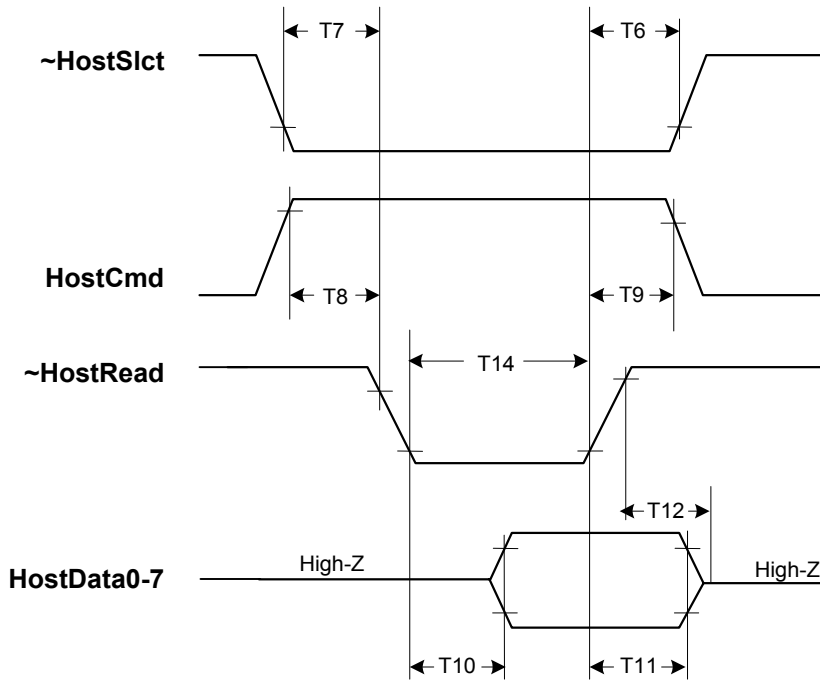 T7
T6
~HostSlct
HostCmd
T8
T9
~HostRead
T14
T12
High-Z
High-Z
HostData0-7
T10
T11